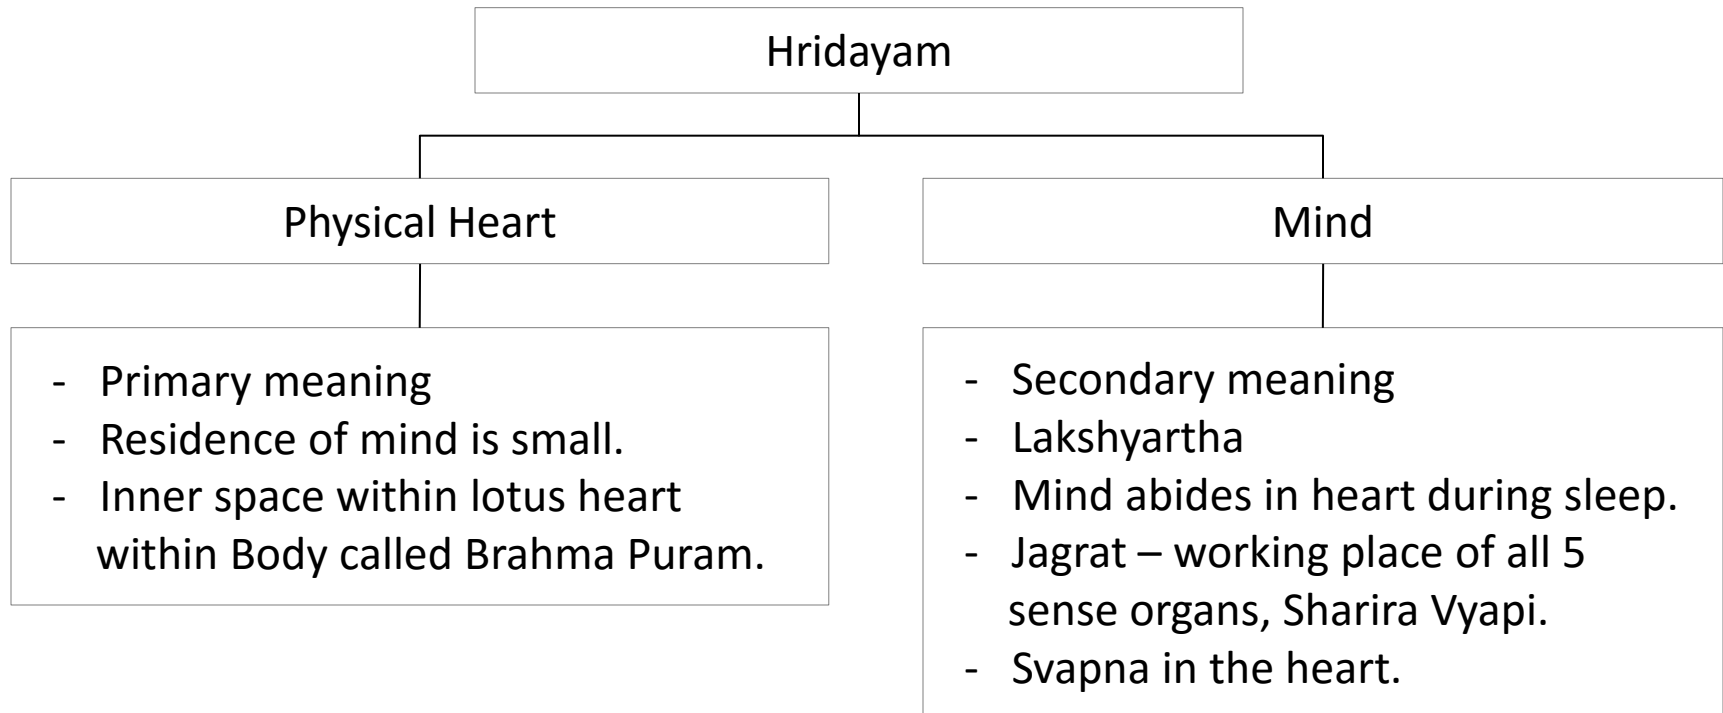 Hridayam
Physical Heart
Mind
- Primary meaning
- Residence of mind is small.
- Inner space within lotus heart
within Body called Brahma Puram.
- Secondary meaning
- Lakshyartha
- Mind abides in heart during sleep.
- Jagrat – working place of all 5
sense organs, Sharira Vyapi.
- Svapna in the heart.